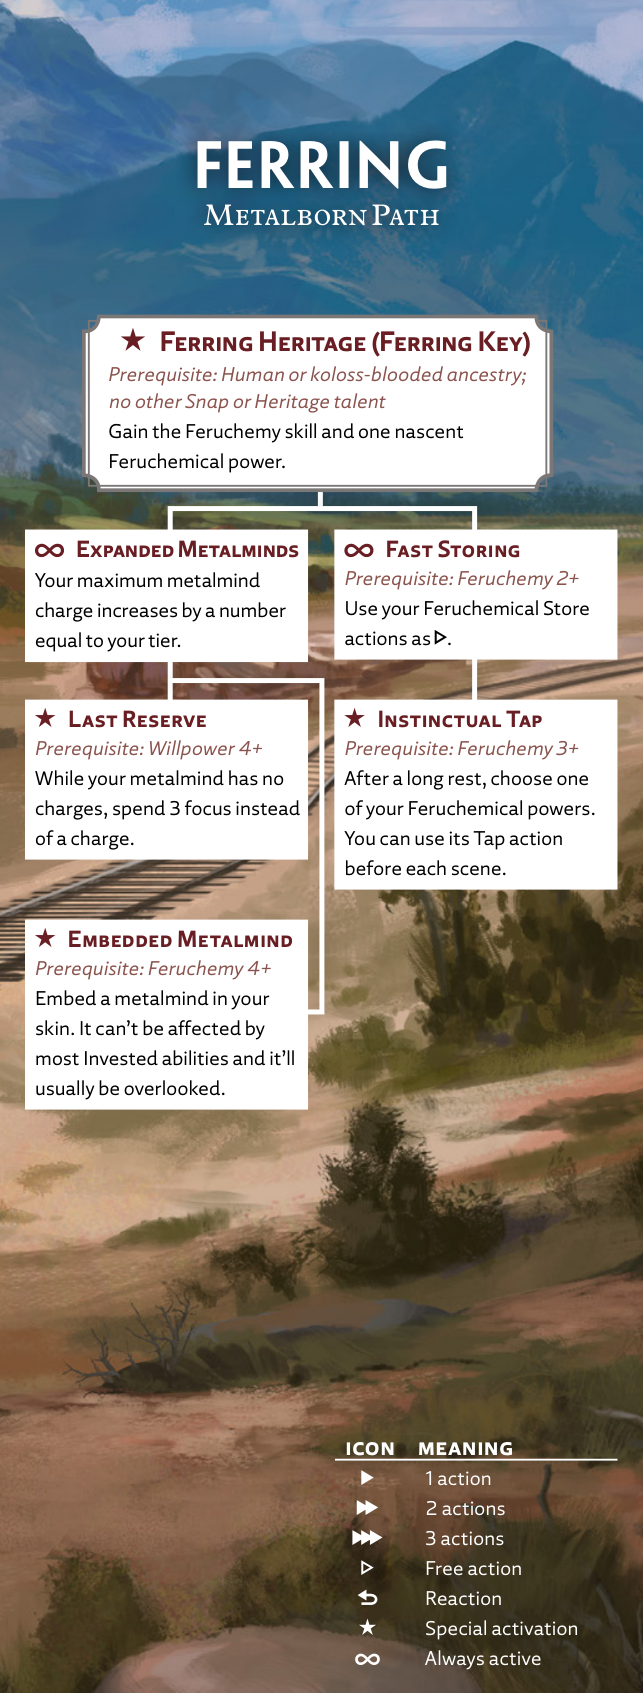 FERRING
METALBORN PATH
★ FERRING HERITAGE (FERRING KEY)
Prerequisite: Human or koloss-blooded ancestry;
no other Snap or Heritage talent
Gain the Feruchemy skill and one nascent
Feruchemical power.
∞ EXPANDED METALMINDS
Your maximum metalmind
charge increases by a number
equal to your tier.
∞ FAST STORING
Prerequisite: Feruchemy 2+
Use your Feruchemical Store
actions as ▷.
★ LAST RESERVE
Prerequisite: Willpower 4+
While your metalmind has no
charges, spend 3 focus instead
of a charge.
★ INSTINCTUAL TAP
Prerequisite: Feruchemy 3+
After a long rest, choose one
of your Feruchemical powers.
You can use its Tap action
before each scene.
★ EMBEDDED METALMIND
Prerequisite: Feruchemy 4+
Embed a metalmind in your
skin. It can't be affected by
most Invested abilities and it'll
usually be overlooked.
ICON MEANING
▶ 1 action
▶▶ 2 actions
▶▶▶ 3 actions
▷ Free action
⮌ Reaction
★ Special activation
∞ Always active